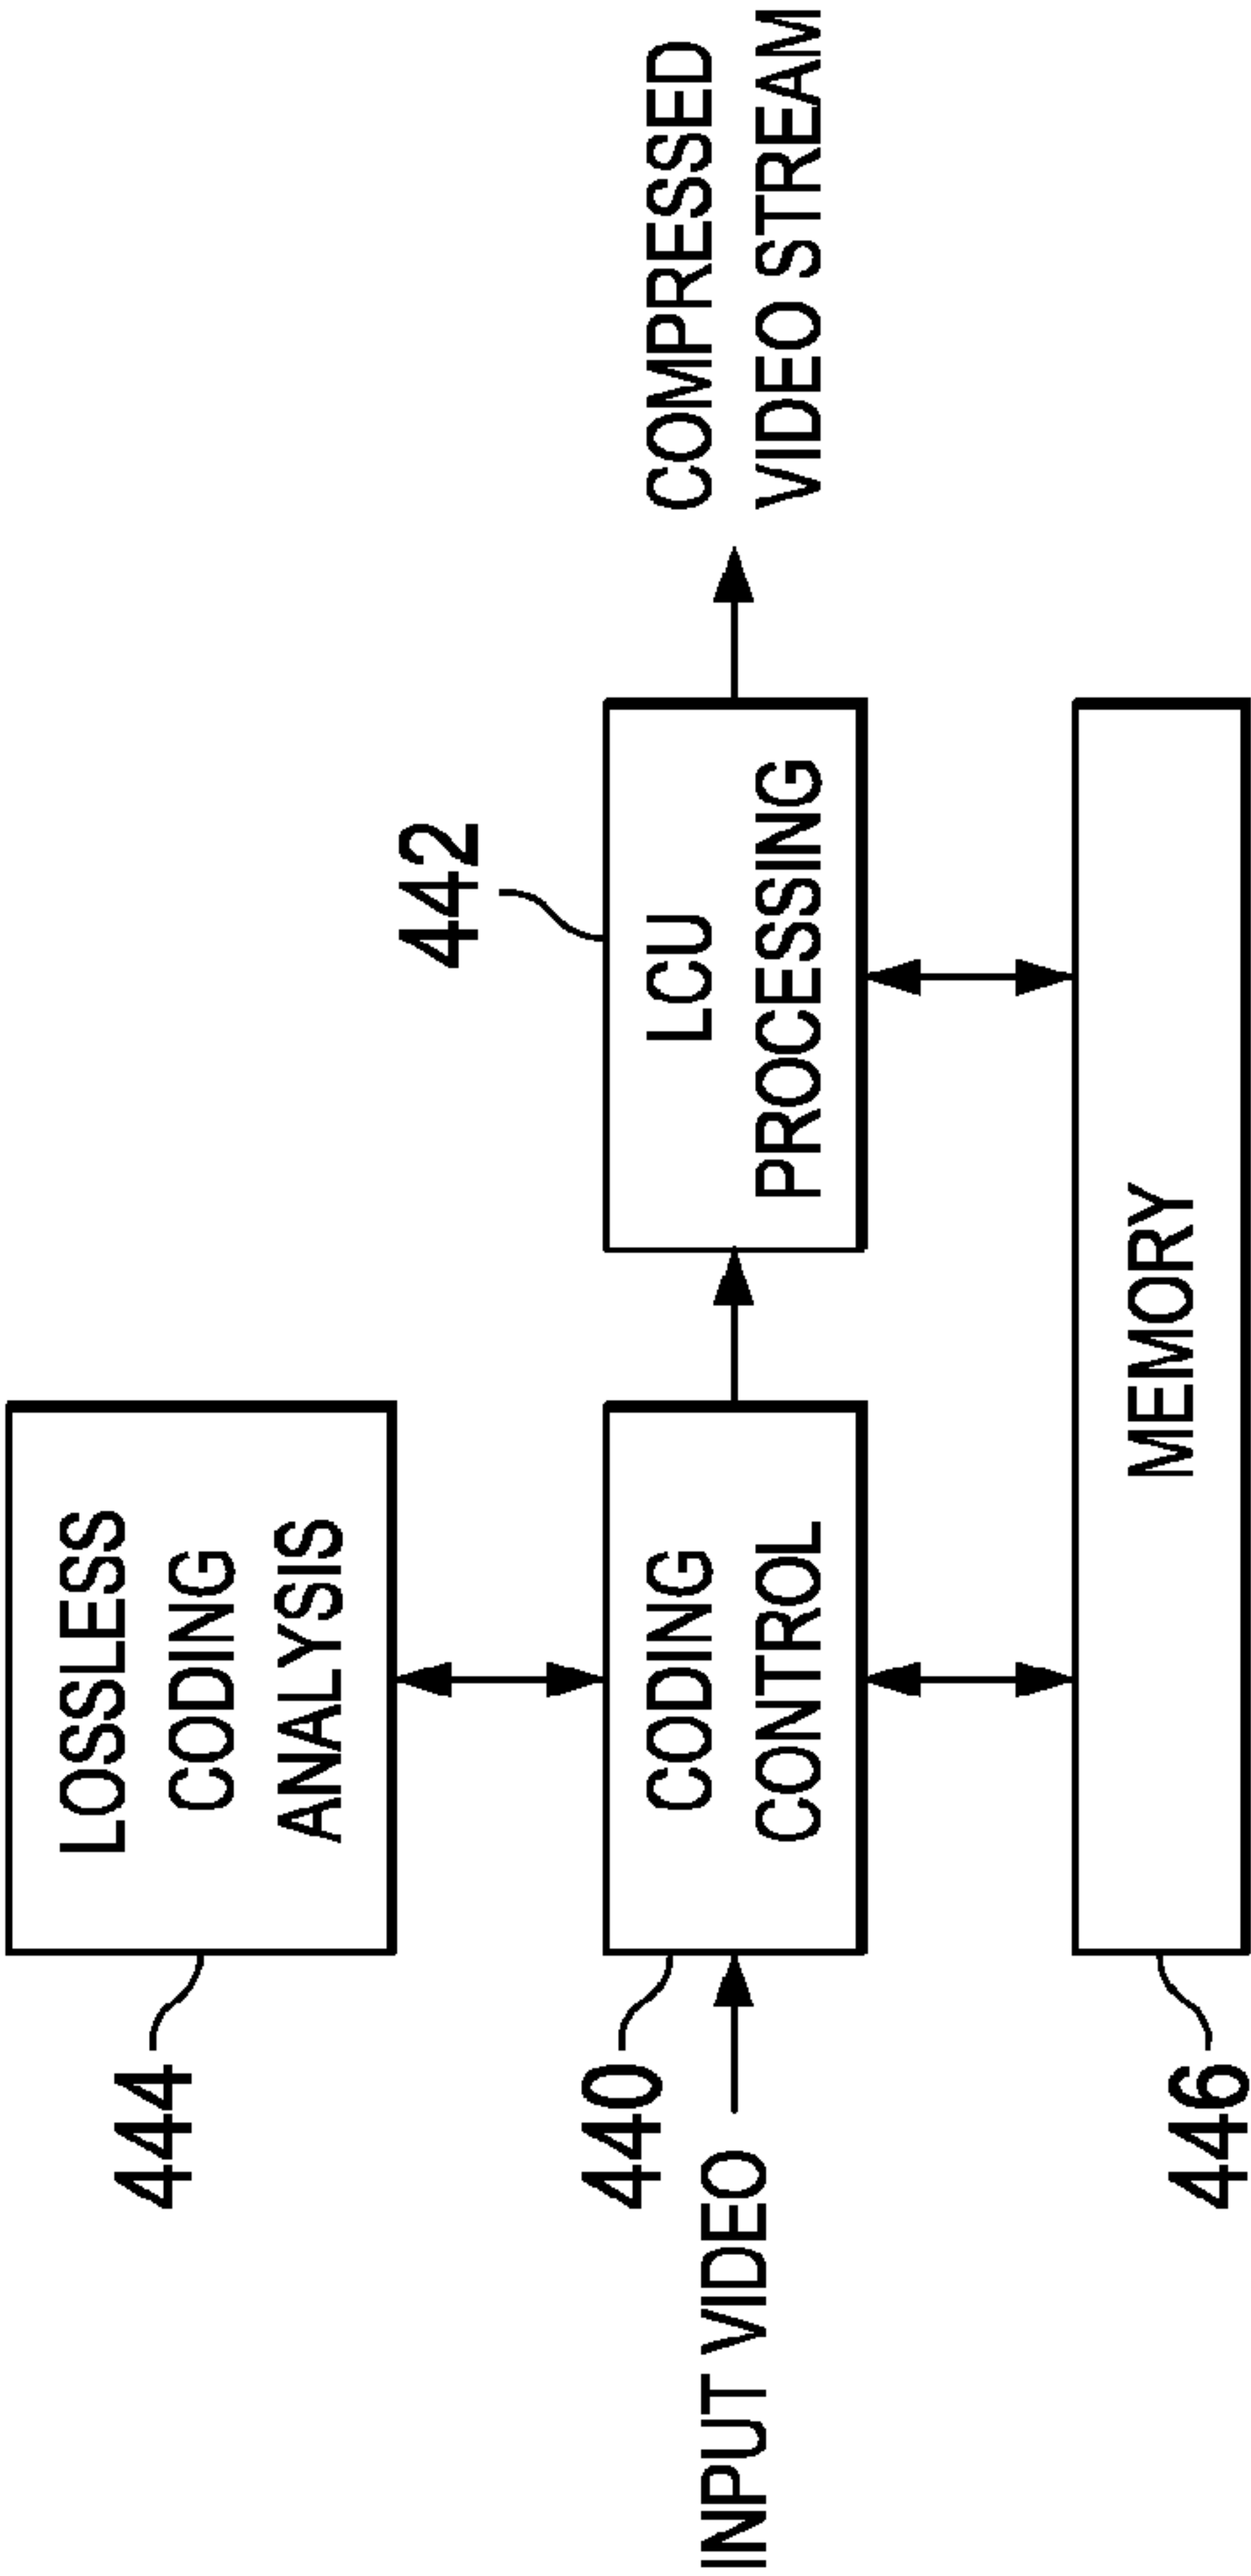 444
LOSSLESS
CODING
ANALYSIS
442
440
INPUT VIDEO
CODING
CONTROL
LCU
PROCESSING
COMPRESSED
VIDEO STREAM
446
MEMORY